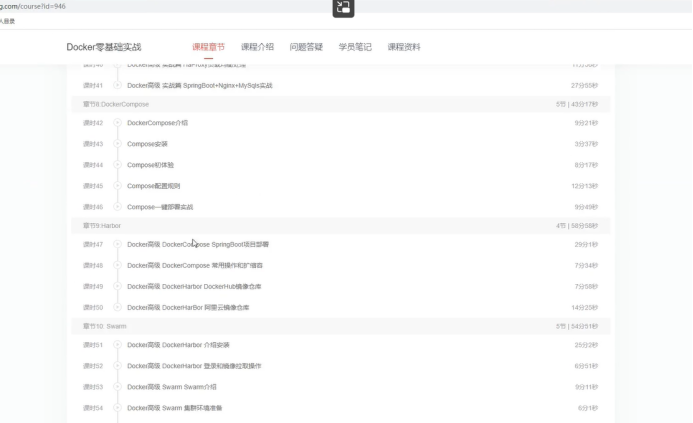 g.com/course?id=946
人登录
Docker零基础实战 课程章节 课程介绍 问题答疑 学员笔记 课程资料
课时41 Docker高级 实战篇 SpringBoot+Nginx+MySqls实战 27分50秒
章节8:DockerCompose 5节 | 43分17秒
课时42 DockerCompose介绍 9分21秒
课时43 Compose安装 3分37秒
课时44 Compose初体验 8分17秒
课时45 Compose配置规则 12分13秒
课时46 Compose一键部署实战 9分49秒
章节9:Harbor 4节 | 58分58秒
课时47 Docker高级 DockerCompose SpringBoot项目部署 29分1秒
课时48 Docker高级 DockerCompose 常用操作和扩缩容 7分34秒
课时49 Docker高级 DockerHarbor DockerHub镜像仓库 7分58秒
课时50 Docker高级 DockerHarBor 阿里云镜像仓库 14分25秒
章节10: Swarm 5节 | 54分51秒
课时51 Docker高级 DockerHarbor 介绍安装 25分2秒
课时52 Docker高级 DockerHarbor 登录和镜像拉取操作 6分51秒
课时53 Docker高级 Swarm Swarm介绍 9分11秒
课时54 Docker高级 Swarm 集群环境准备 6分1秒